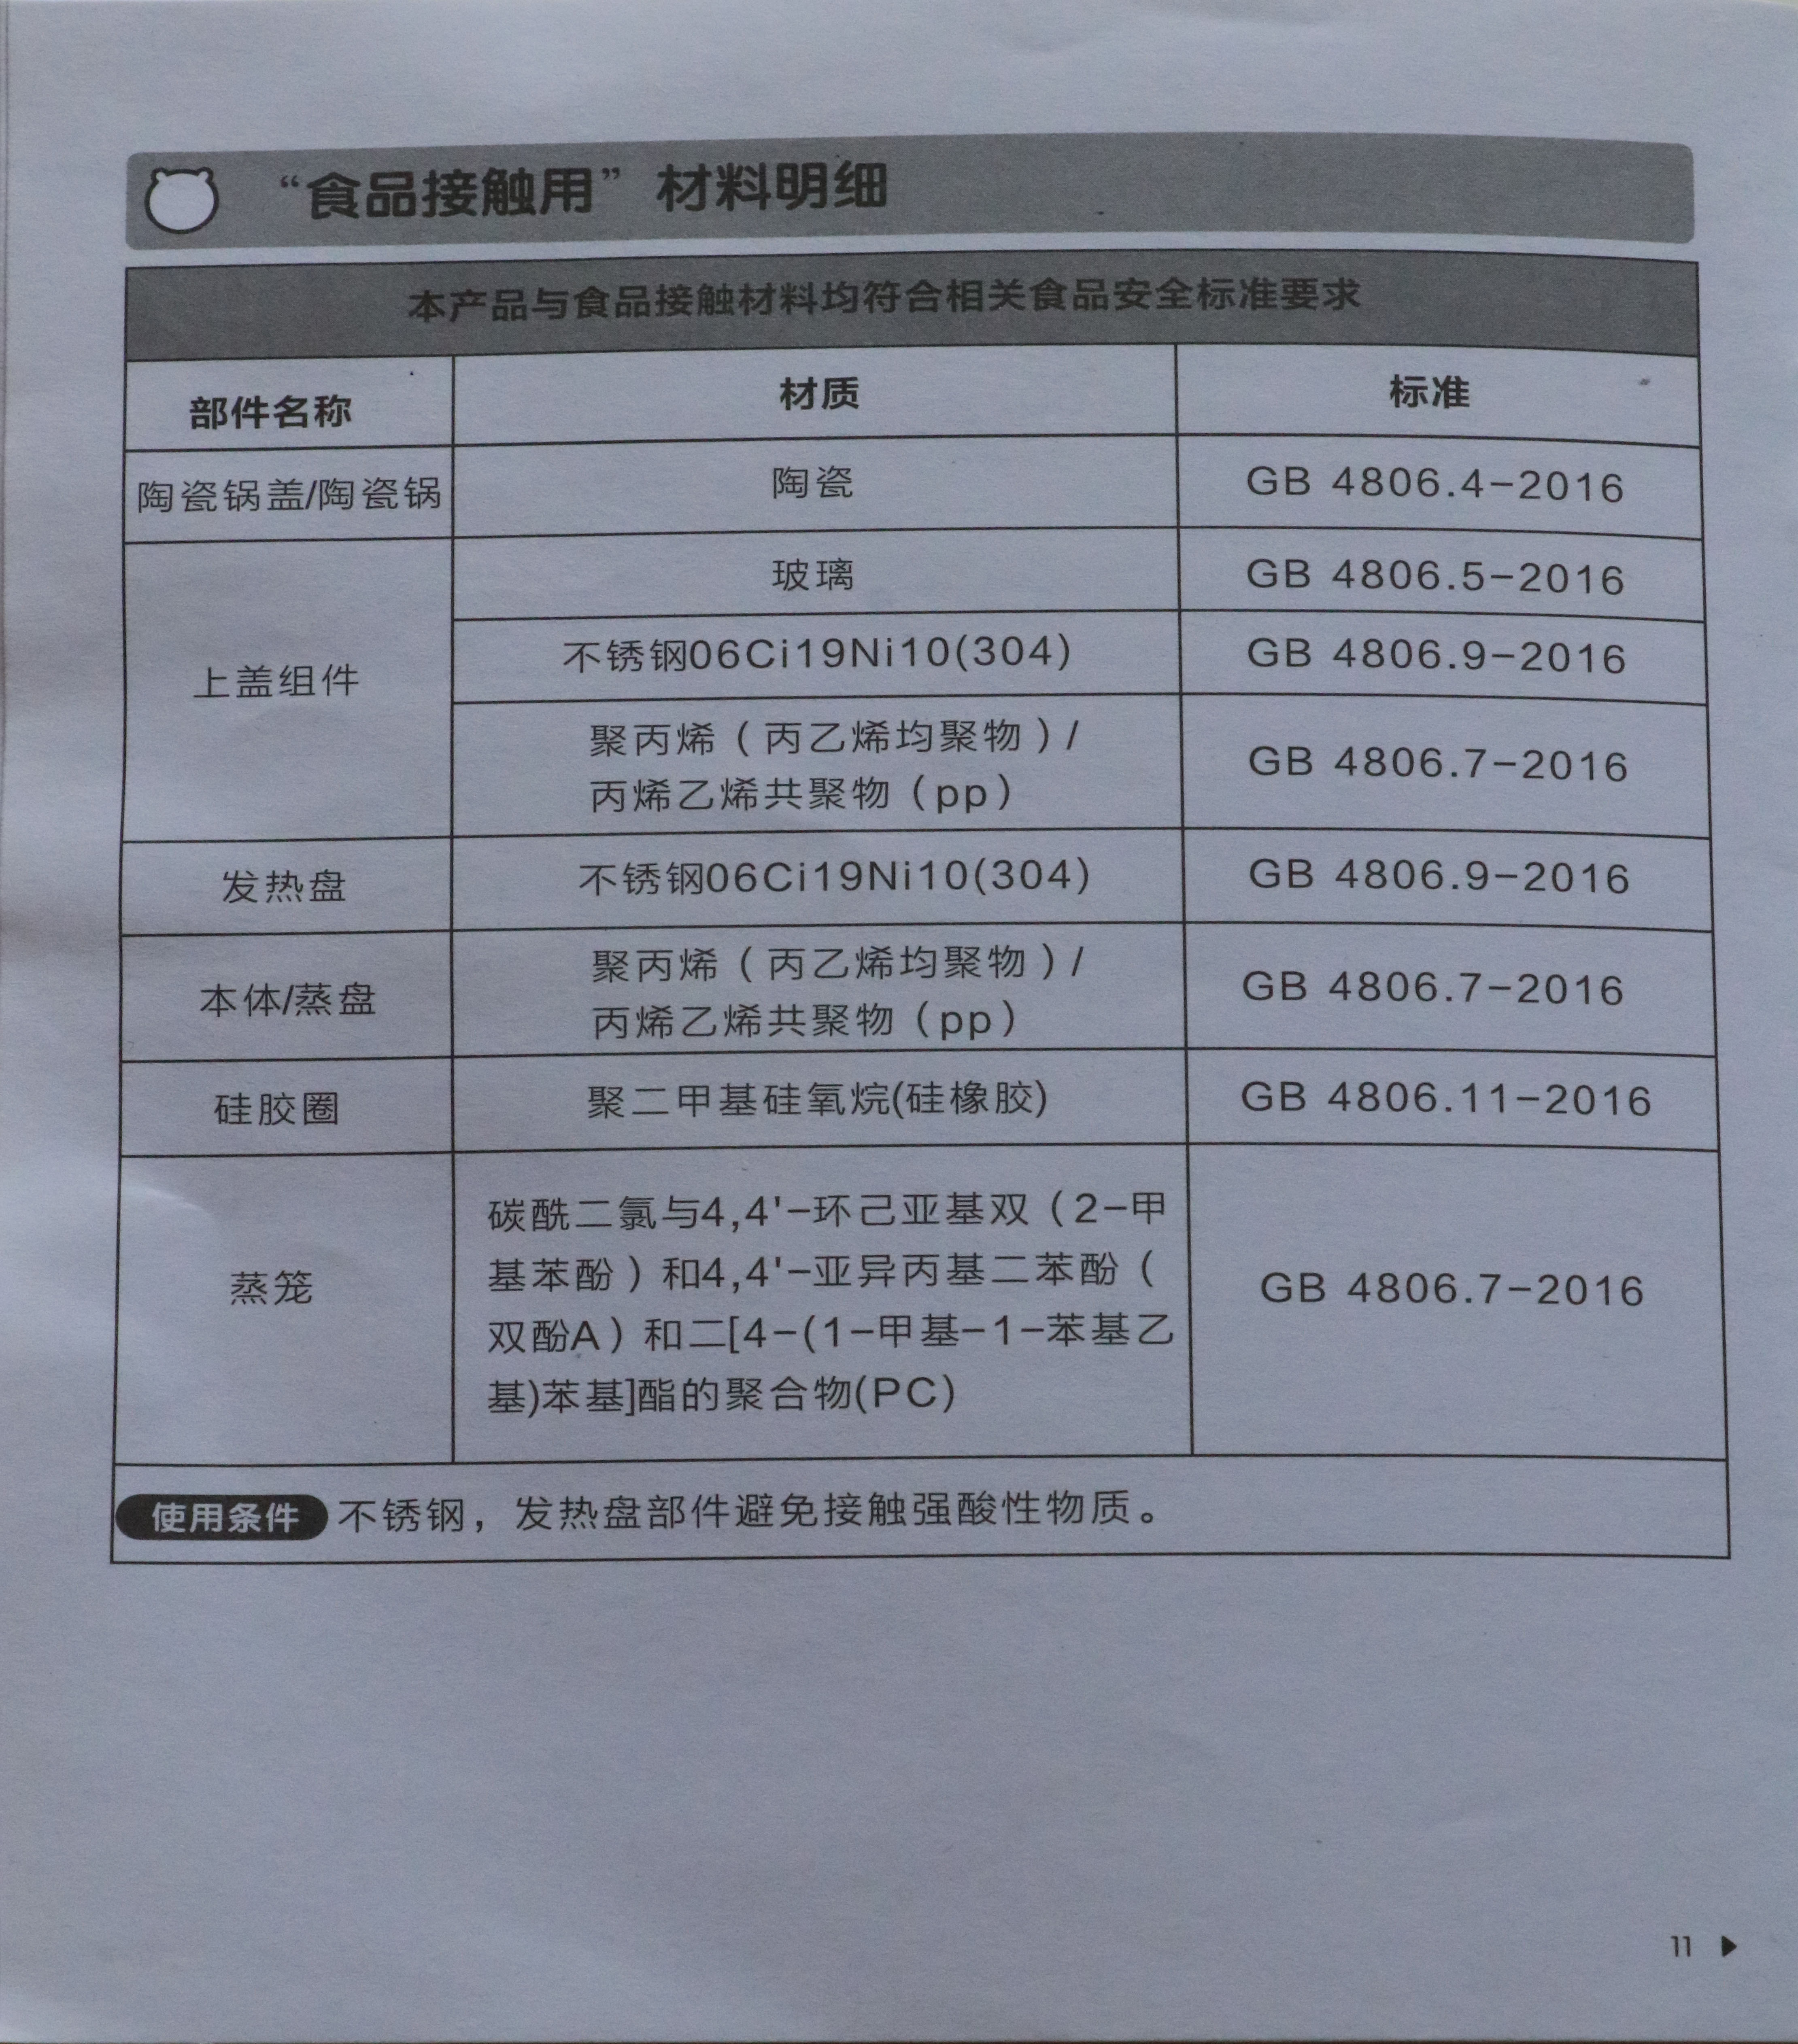 “食品接触用”材料明细
本产品与食品接触材料均符合相关食品安全标准要求
部件名称 材质 标准
陶瓷锅盖/陶瓷锅 陶瓷 GB 4806.4-2016
上盖组件 玻璃 GB 4806.5-2016
不锈钢06Ci19Ni10(304) GB 4806.9-2016
聚丙烯（丙乙烯均聚物）/
丙烯乙烯共聚物（pp） GB 4806.7-2016
发热盘 不锈钢06Ci19Ni10(304) GB 4806.9-2016
本体/蒸盘 聚丙烯（丙乙烯均聚物）/
丙烯乙烯共聚物（pp） GB 4806.7-2016
硅胶圈 聚二甲基硅氧烷(硅橡胶) GB 4806.11-2016
蒸笼 碳酰二氯与4,4'-环己亚基双（2-甲
基苯酚）和4,4'-亚异丙基二苯酚（
双酚A）和二[4-(1-甲基-1-苯基乙
基)苯基]酯的聚合物(PC) GB 4806.7-2016
使用条件 不锈钢，发热盘部件避免接触强酸性物质。
11